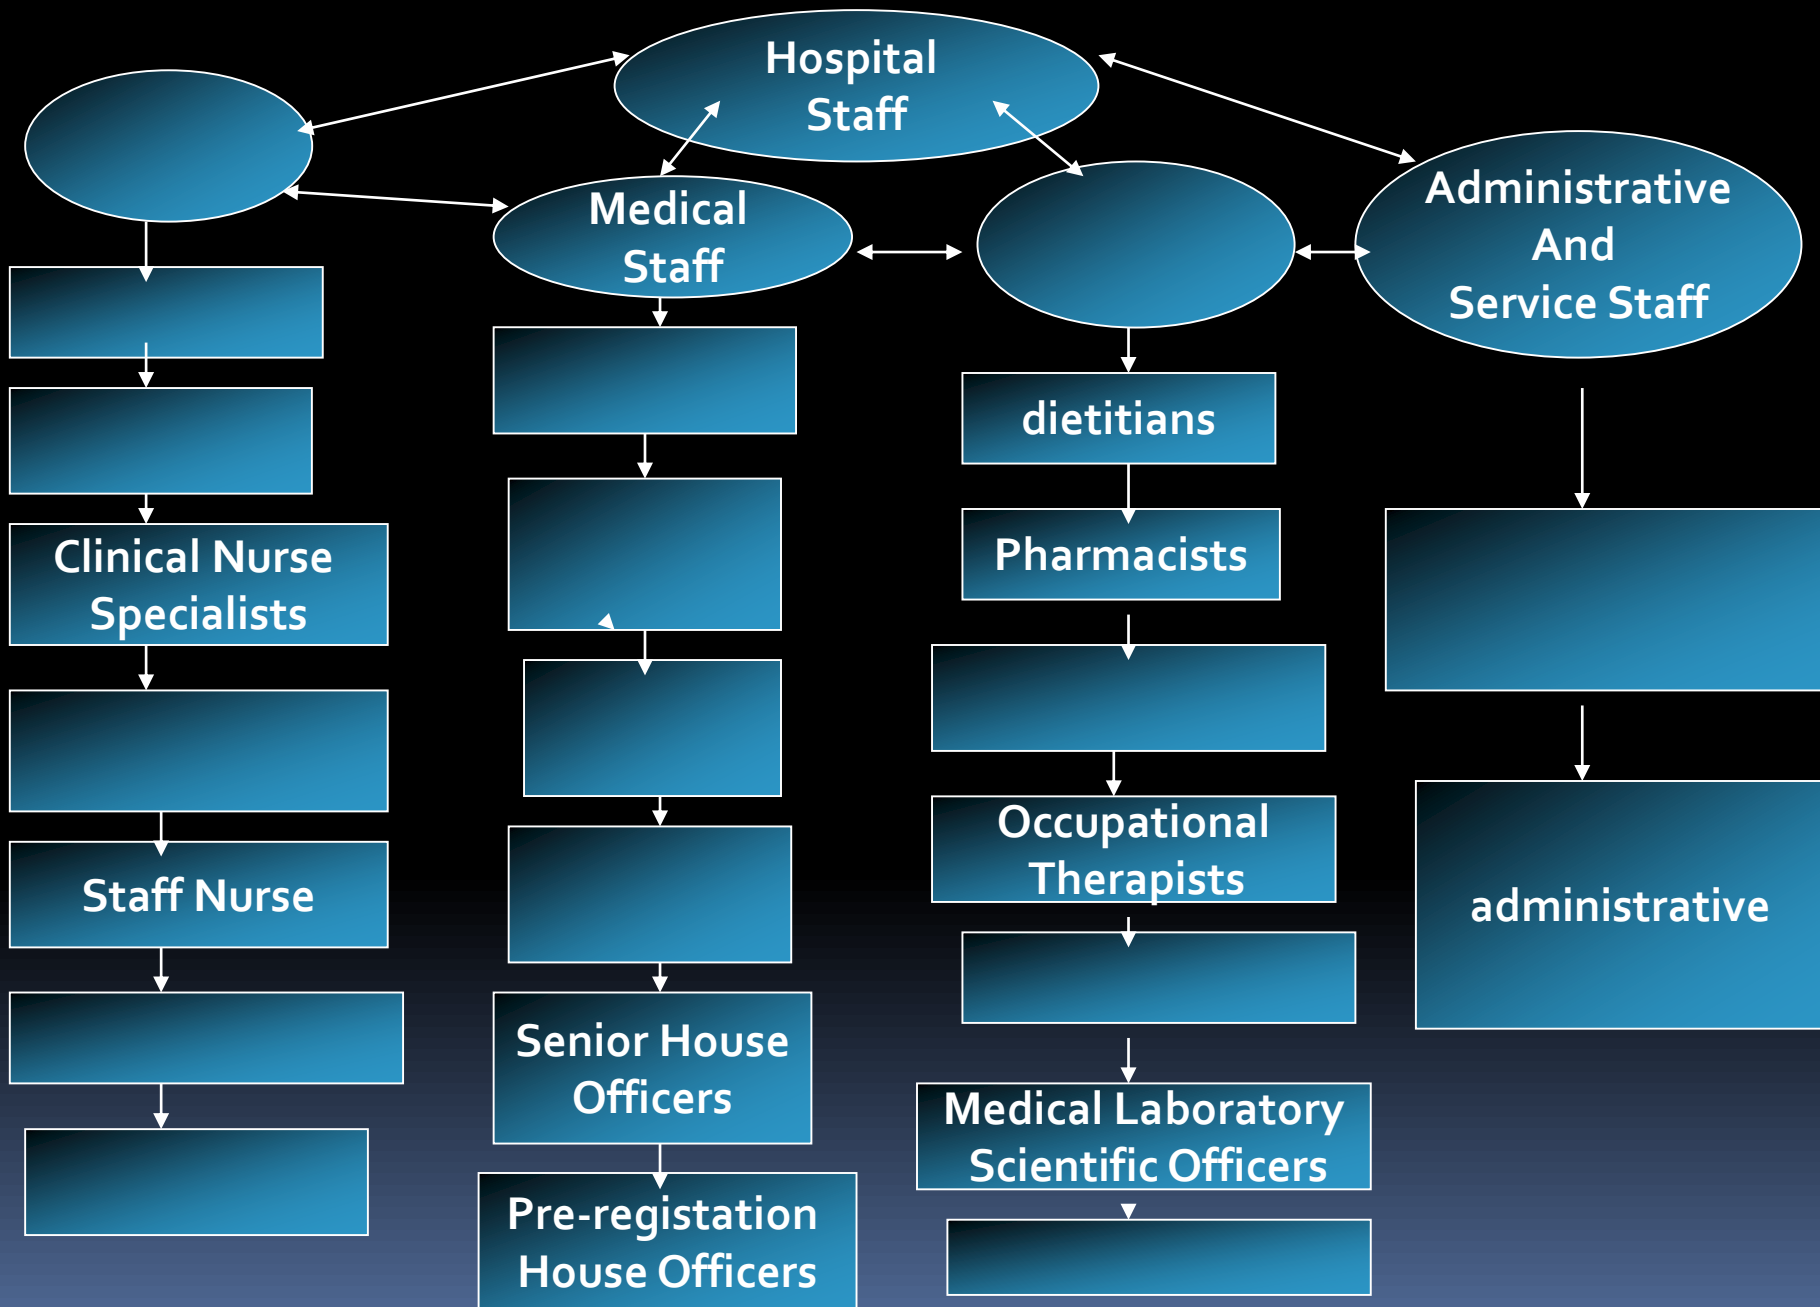 Hospital
Staff
Medical
Staff
Administrative
And
Service Staff
Clinical Nurse
Specialists
Staff Nurse
Senior House
Officers
Pre-registation
House Officers
dietitians
Pharmacists
Occupational
Therapists
Medical Laboratory
Scientific Officers
administrative